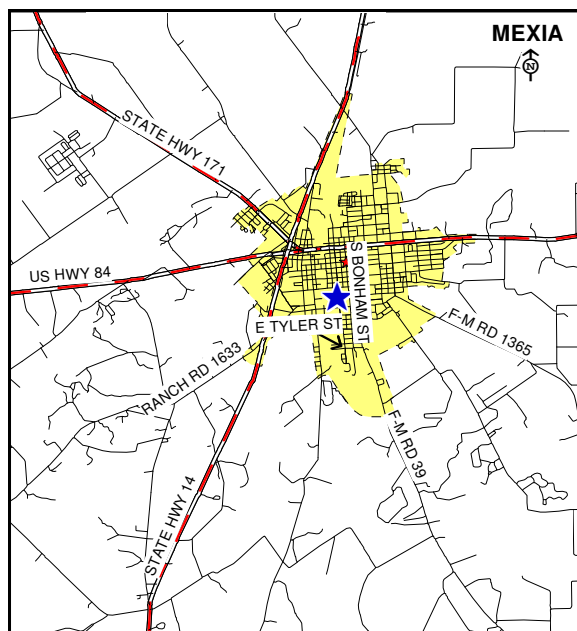 MEXIA
N
STATE HWY 171
S BONHAM ST
US HWY 84
E TYLER ST
F-M RD 1365
RANCH RD 1633
F-M RD 39
STATE HWY 14